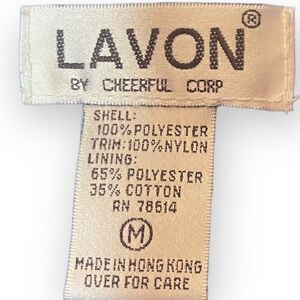 LAVON®
BY CHEERFUL CORP
SHELL:
100% POLYESTER
TRIM:100% NYLON
LINING:
65% POLYESTER
35% COTTON
RN 78614
M
MADE IN HONG KONG
OVER FOR CARE